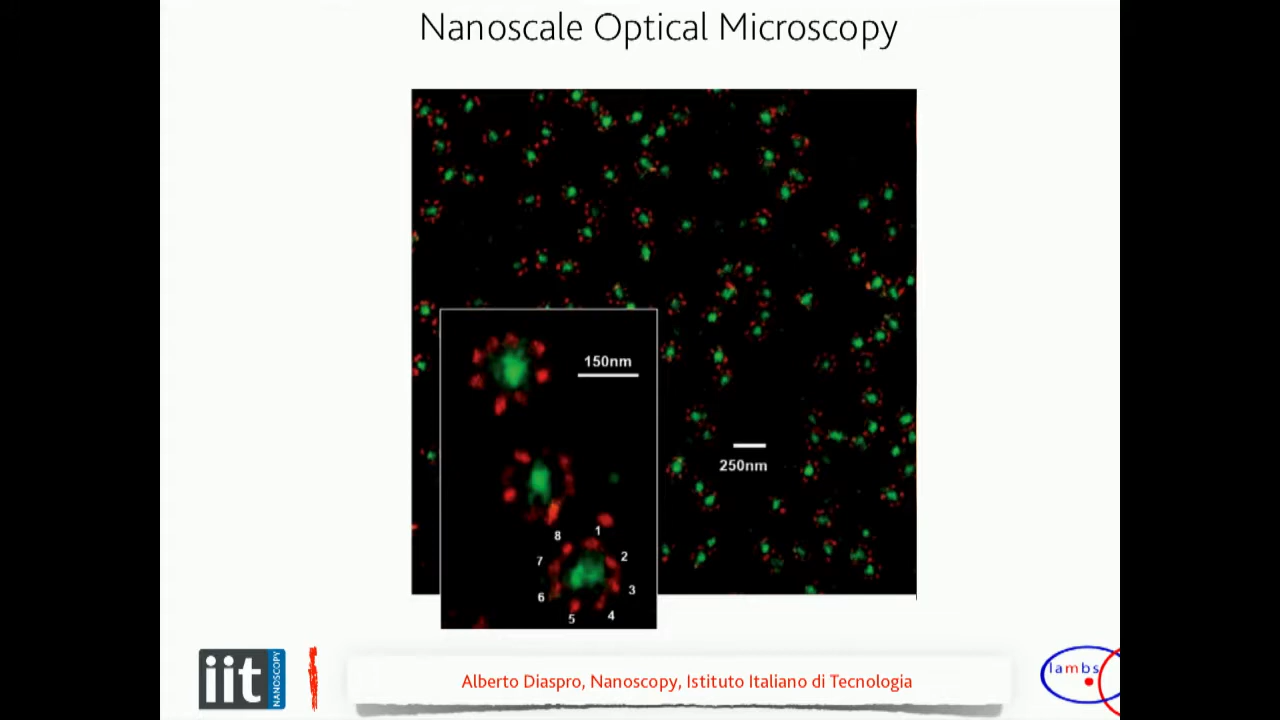 Nanoscale Optical Microscopy
150nm
250nm
8
1
7
2
3
6
4
5
iit
NANOSCOPY
Alberto Diaspro, Nanoscopy, Istituto Italiano di Tecnologia
lambs